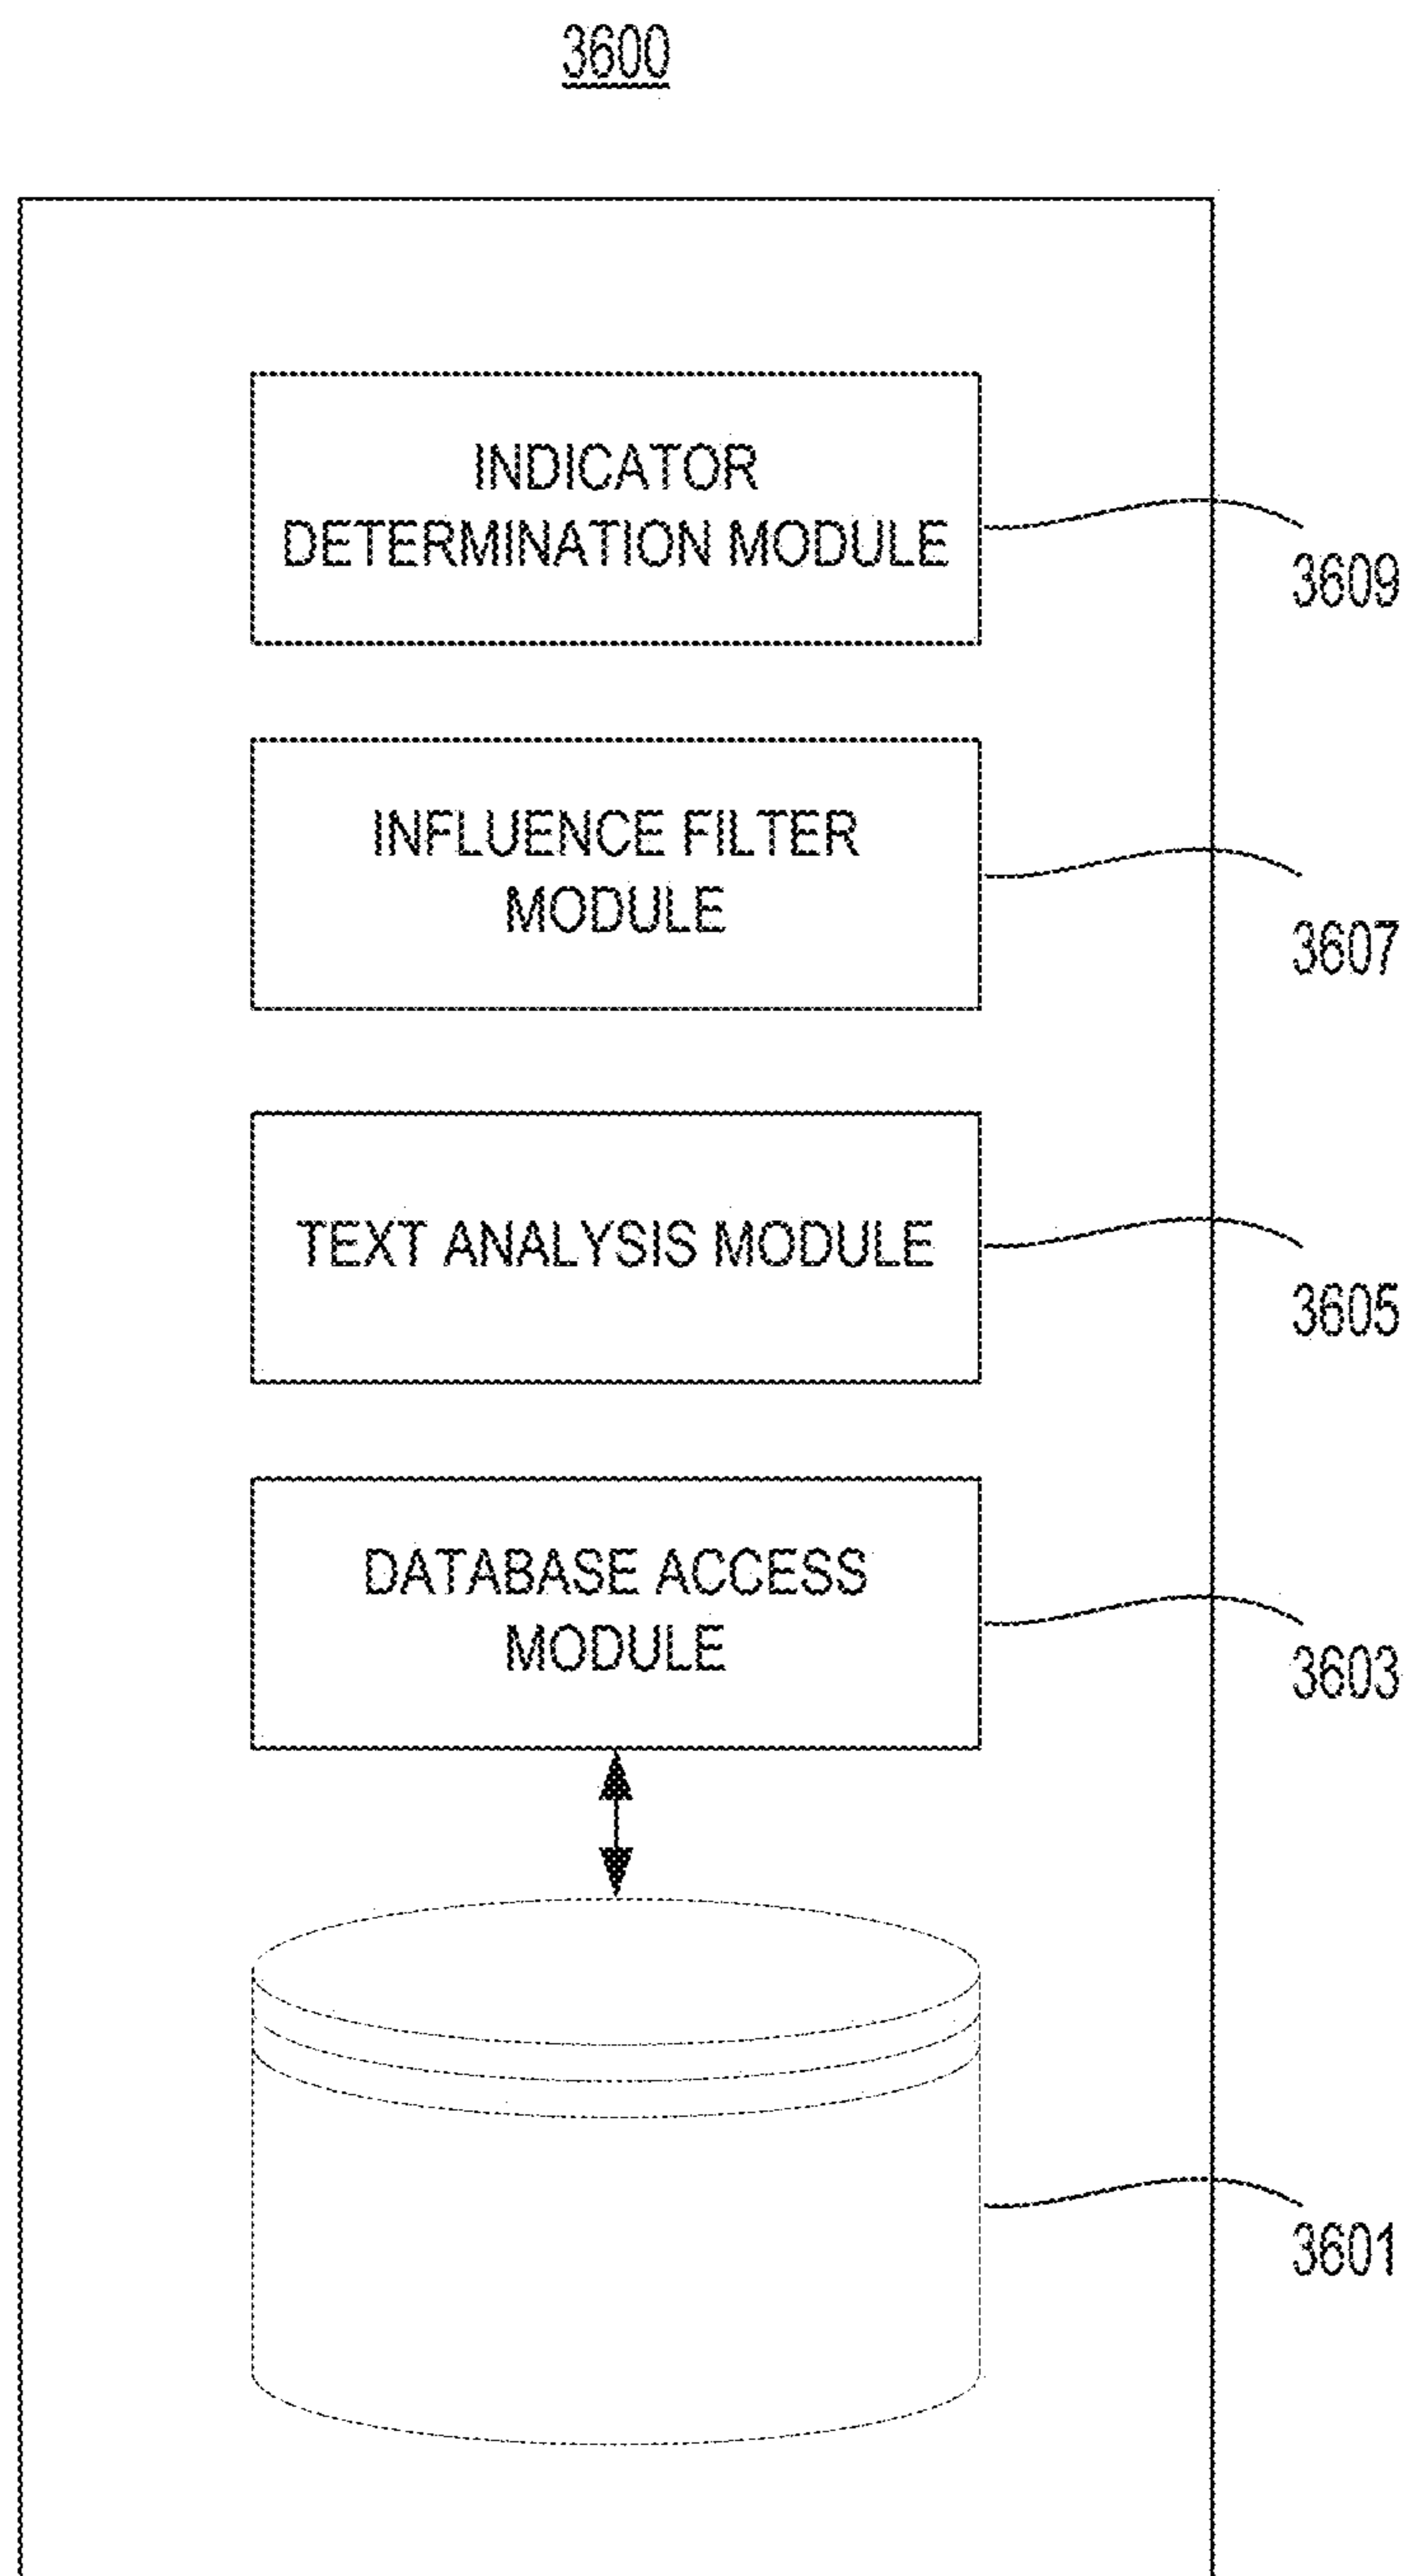 3600
INDICATOR
DETERMINATION MODULE
3609
INFLUENCE FILTER
MODULE
3607
TEXT ANALYSIS MODULE
3605
DATABASE ACCESS
MODULE
3603
3601